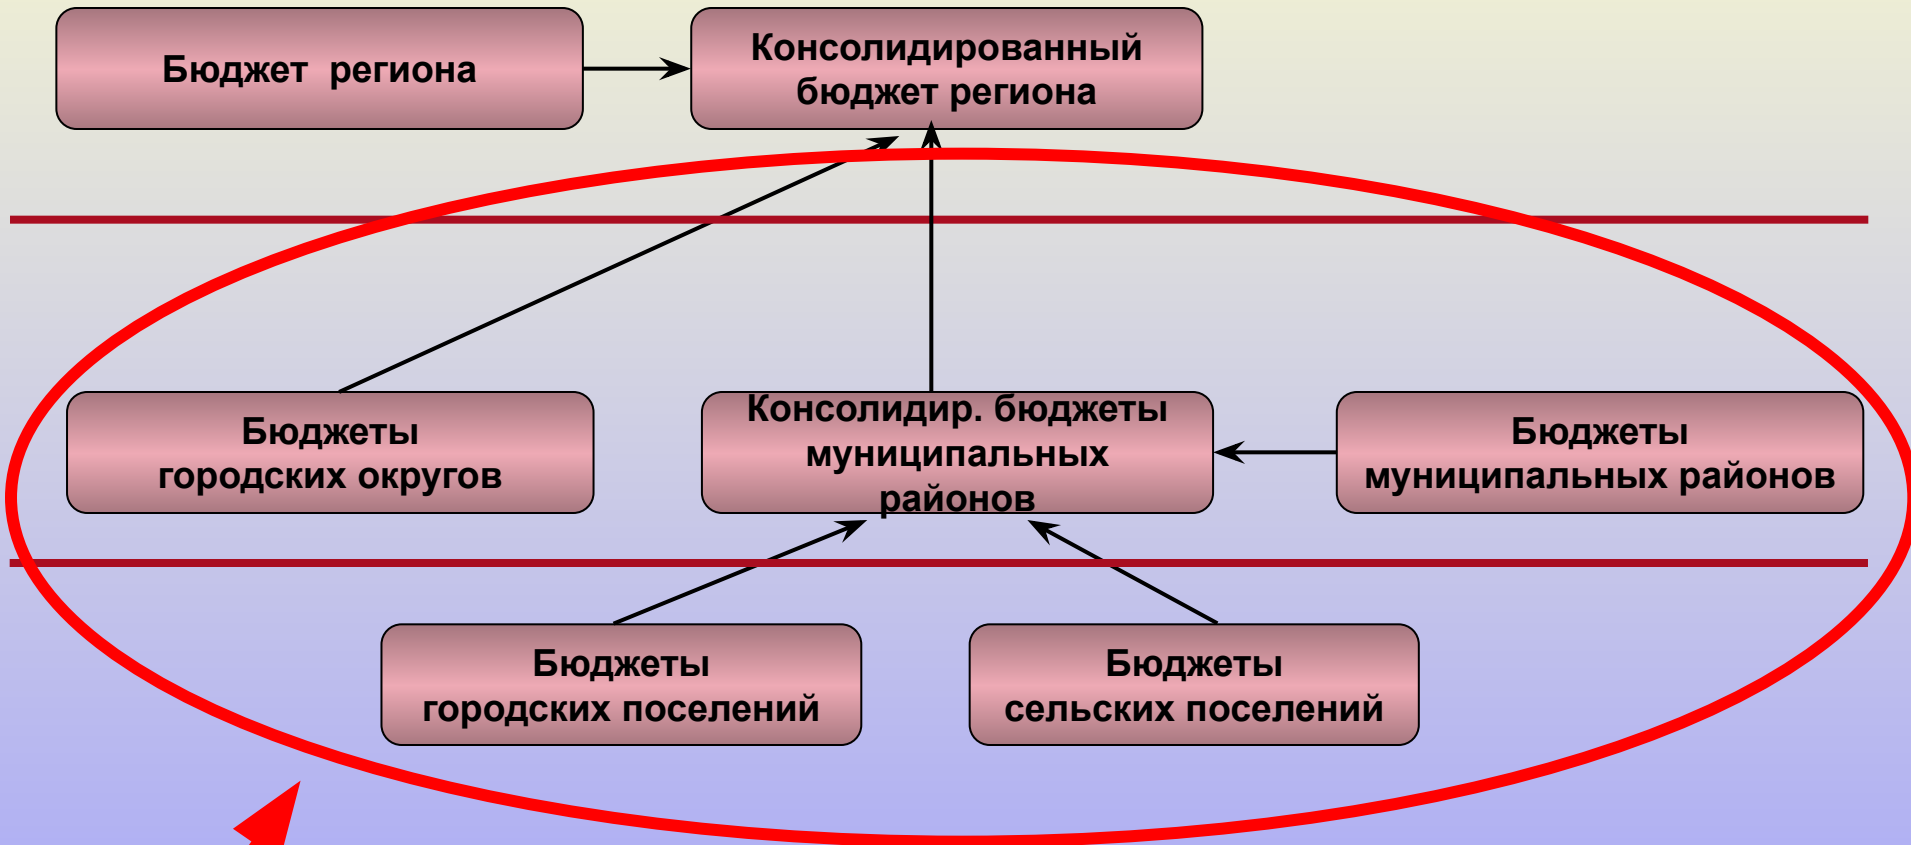 Бюджет региона
Консолидированный
бюджет региона
Бюджеты
городских округов
Консолидир. бюджеты
муниципальных
районов
Бюджеты
муниципальных районов
Бюджеты
городских поселений
Бюджеты
сельских поселений